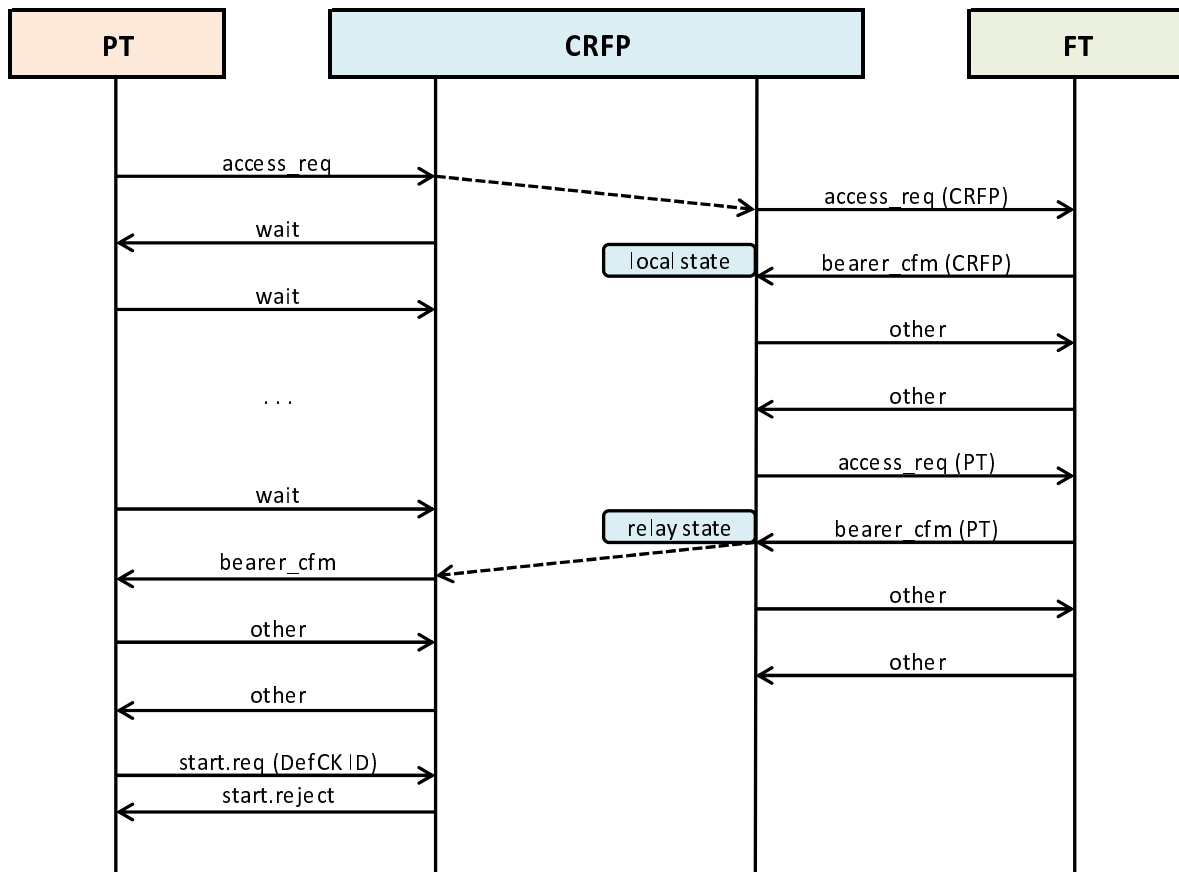 PT
CRFP
FT
access_req
access_req (CRFP)
wait
local state
bearer_cfm (CRFP)
wait
other
. . .
other
access_req (PT)
wait
relay state
bearer_cfm (PT)
bearer_cfm
other
other
other
other
start.req (DefCK ID)
start.reject